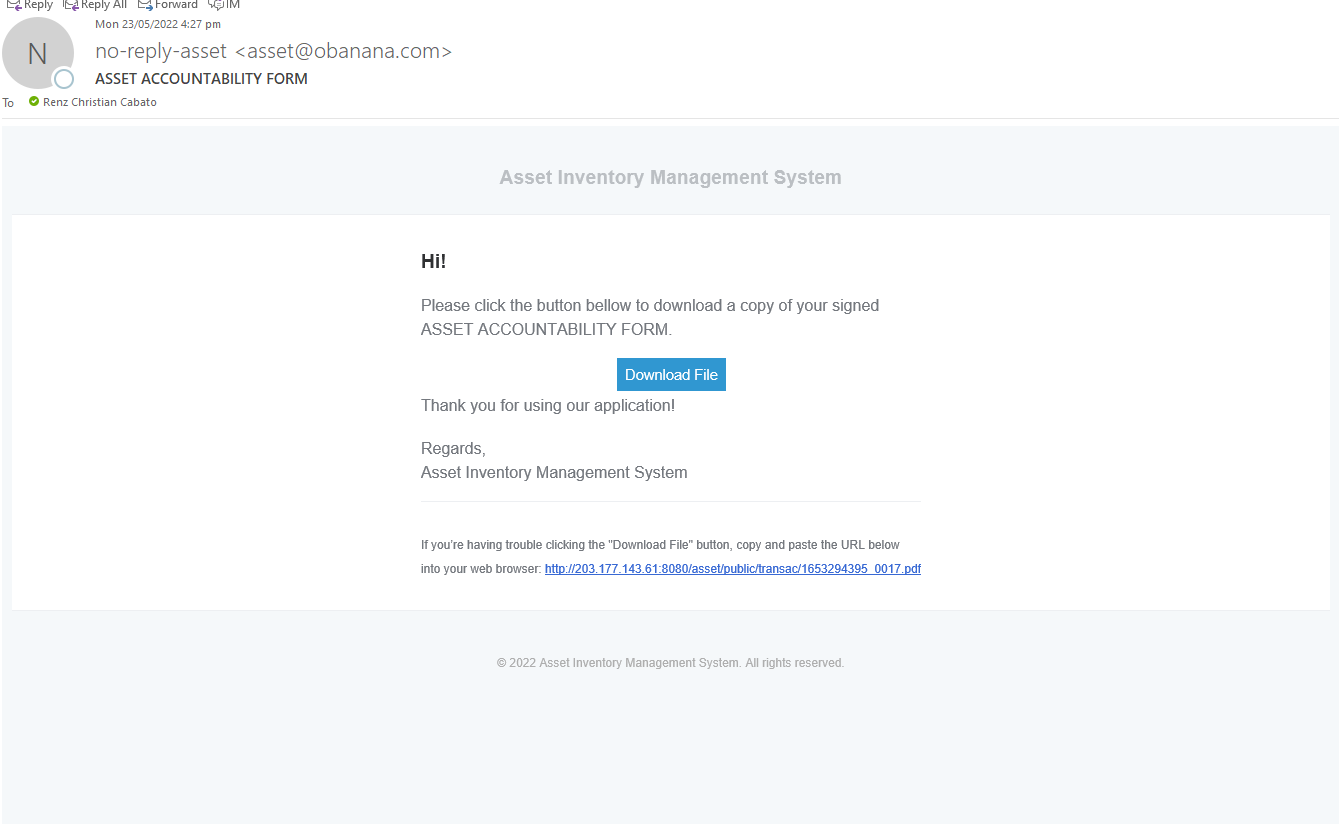 Reply Reply All Forward IM
Mon 23/05/2022 4:27 pm
N
no-reply-asset <asset@obanana.com>
ASSET ACCOUNTABILITY FORM
To Renz Christian Cabato
Asset Inventory Management System
Hi!
Please click the button bellow to download a copy of your signed
ASSET ACCOUNTABILITY FORM.
Download File
Thank you for using our application!
Regards,
Asset Inventory Management System
If you're having trouble clicking the "Download File" button, copy and paste the URL below
into your web browser: http://203.177.143.61:8080/asset/public/transac/1653294395_0017.pdf
© 2022 Asset Inventory Management System. All rights reserved.